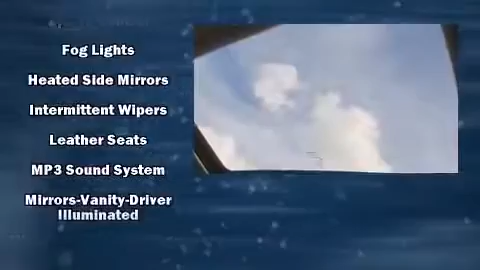 Fog Lights
Heated Side Mirrors
Intermittent Wipers
Leather Seats
MP3 Sound System
Mirrors-Vanity-Driver
Illuminated